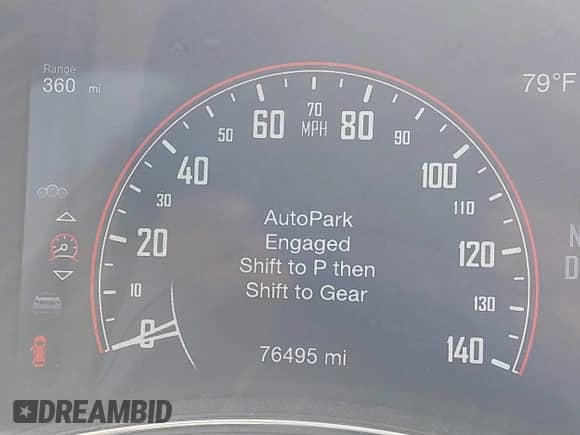 Range
360 mi
79°F
0
10
20
30
40
50
60
70
MPH
80
90
100
110
120
130
140
AutoPark
Engaged
Shift to P then
Shift to Gear
76495 mi
DREAMBID